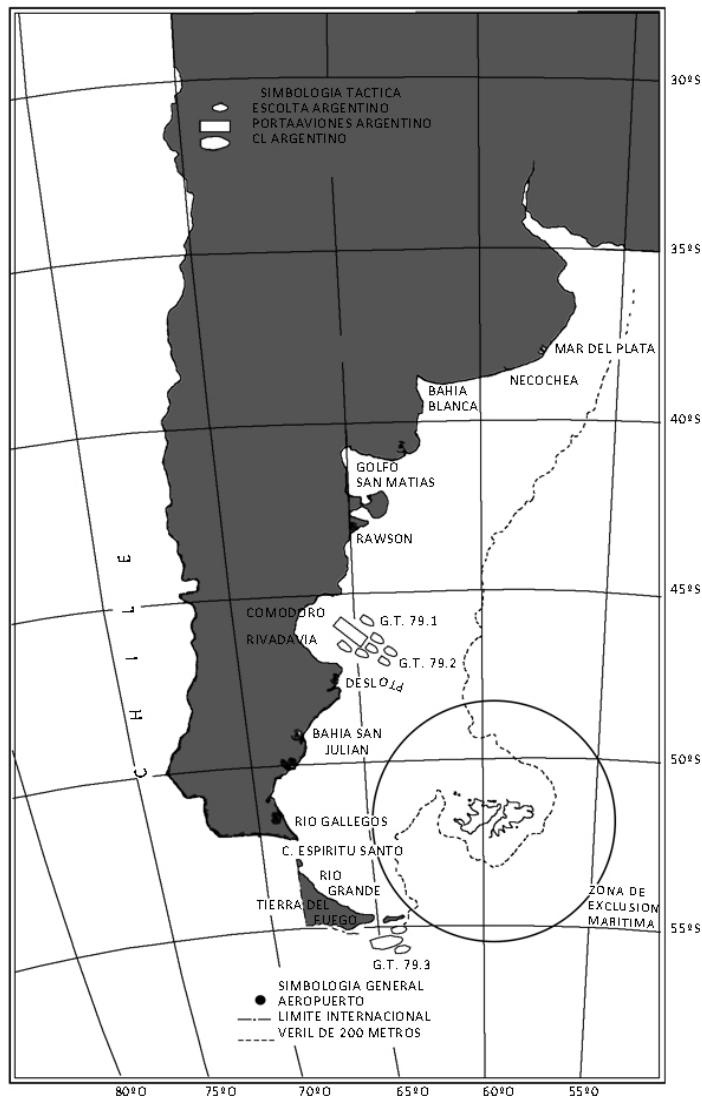 SIMBOLOGIA TACTICA
ESCOLTA ARGENTINO
PORTAAVIONES ARGENTINO
CL ARGENTINO
30ºS
35ºS
MAR DEL PLATA
NECOCHEA
BAHIA
BLANCA
40ºS
GOLFO
SAN MATIAS
RAWSON
CHILE
45ºS
COMODORO
RIVADAVIA
G.T. 79.1
G.T. 79.2
PTO
DESLO
BAHIA SAN
JULIAN
50ºS
RIO GALLEGOS
C. ESPIRITU SANTO
RIO
GRANDE
TIERRA DEL
FUEGO
ZONA DE
EXCLUSION
MARITIMA
55ºS
G.T. 79.3
SIMBOLOGIA GENERAL
AEROPUERTO
LIMITE INTERNACIONAL
VERIL DE 200 METROS
80ºO
75ºO
70ºO
65ºO
60ºO
55ºO